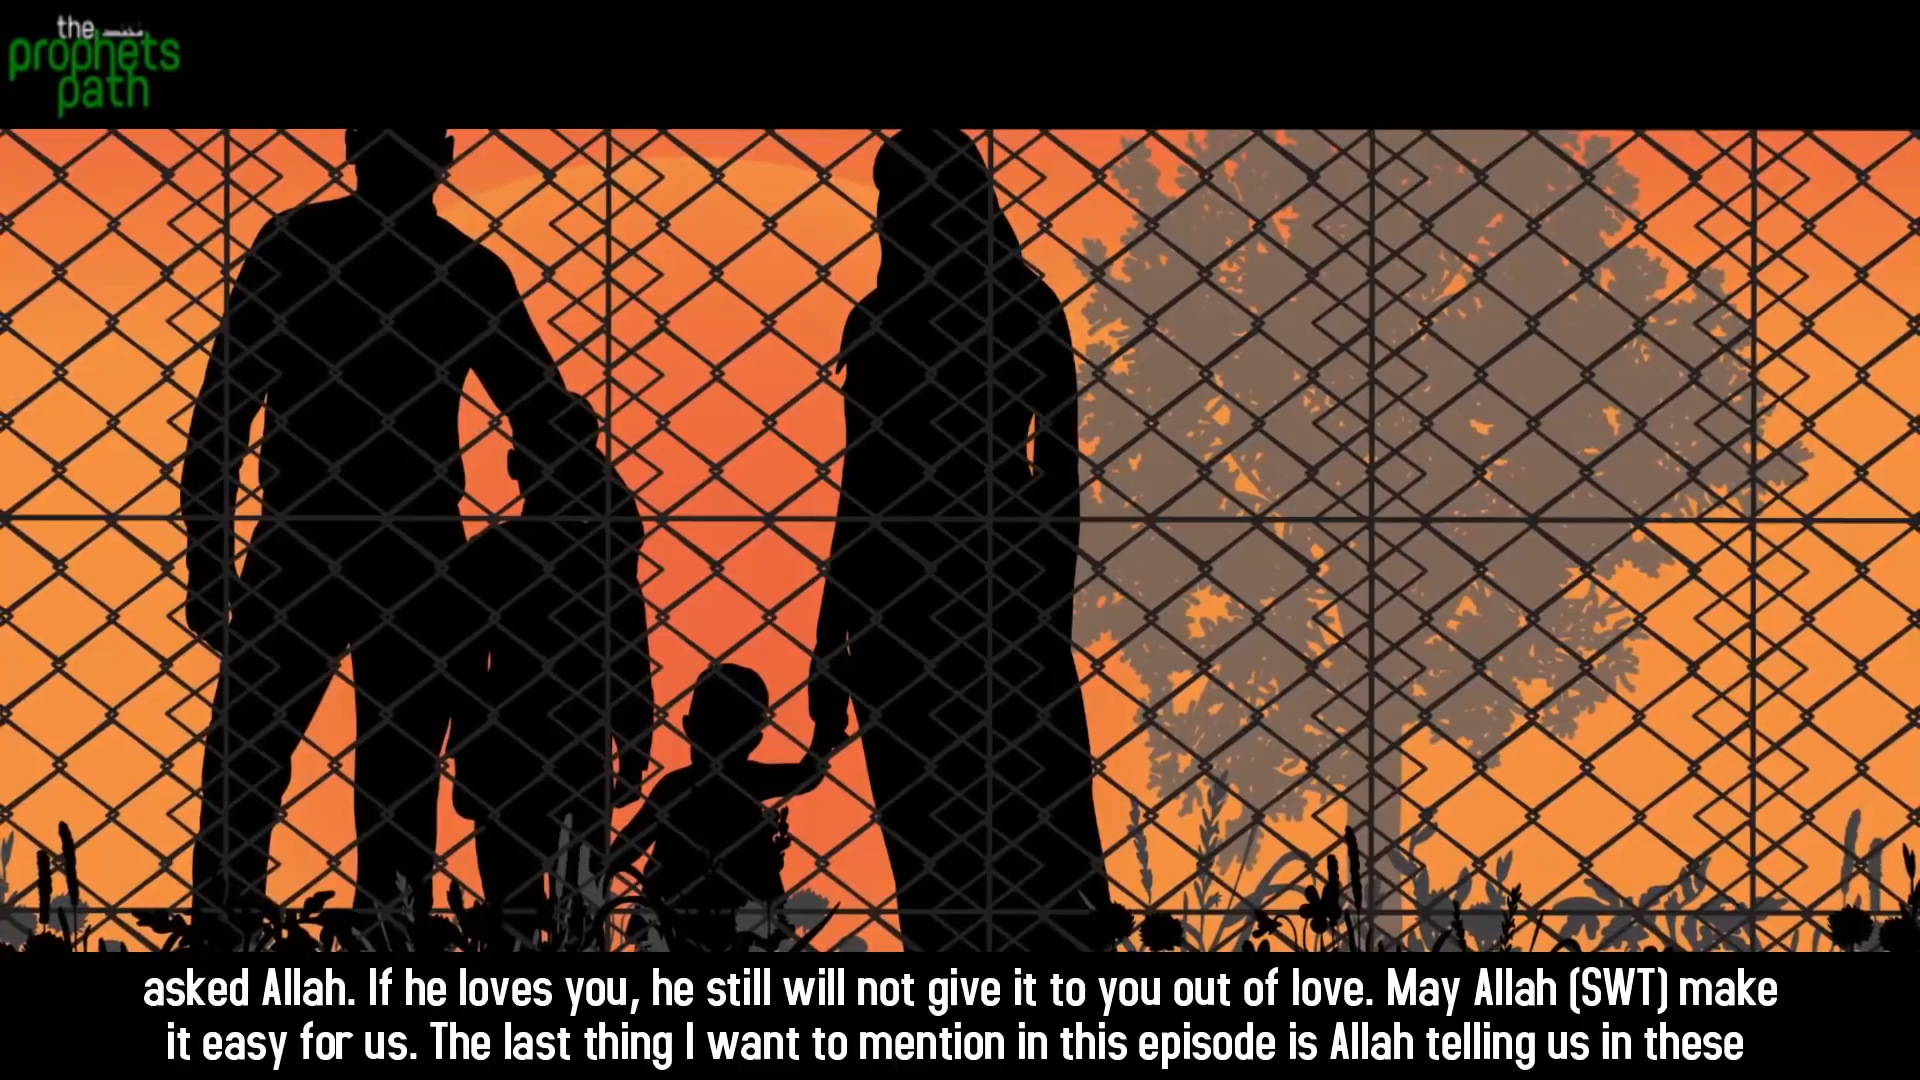 the
prophets
path
asked Allah. If he loves you, he still will not give it to you out of love. May Allah (SWT) make
it easy for us. The last thing I want to mention in this episode is Allah telling us in these